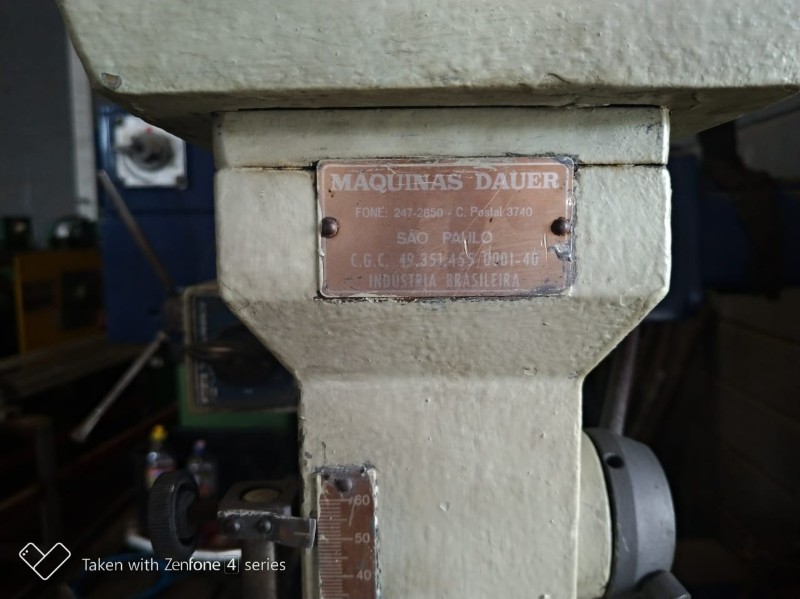 MAQUINAS DAUER
FONE: 247-2650 - C. Postal 3740
SÃO PAULO
C.G.C. 49.351.455/0001-40
INDÚSTRIA BRASILEIRA
60
50
40
Taken with Zenfone 4 series